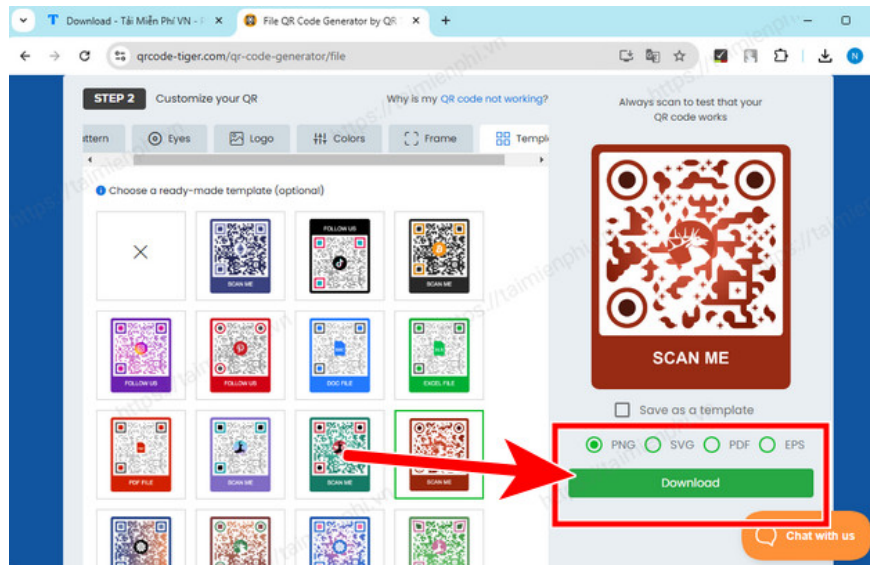 Download - Tải Miễn Phí VN -
File QR Code Generator by QR
qrcode-tiger.com/qr-code-generator/file
N
STEP 2 Customize your QR
Why is my QR code not working?
Always scan to test that your
QR code works
attern
Eyes
Logo
Colors
Frame
Templ
Choose a ready-made template (optional)
SCAN ME
FOLLOW US
SCAN ME
FOLLOW US
FOLLOW US
DOC FILE
EXCEL FILE
PDF FILE
SCAN ME
SCAN ME
SCAN ME
SCAN ME
Save as a template
PNG SVG PDF EPS
Download
Chat with us
https://taimienphi.vn